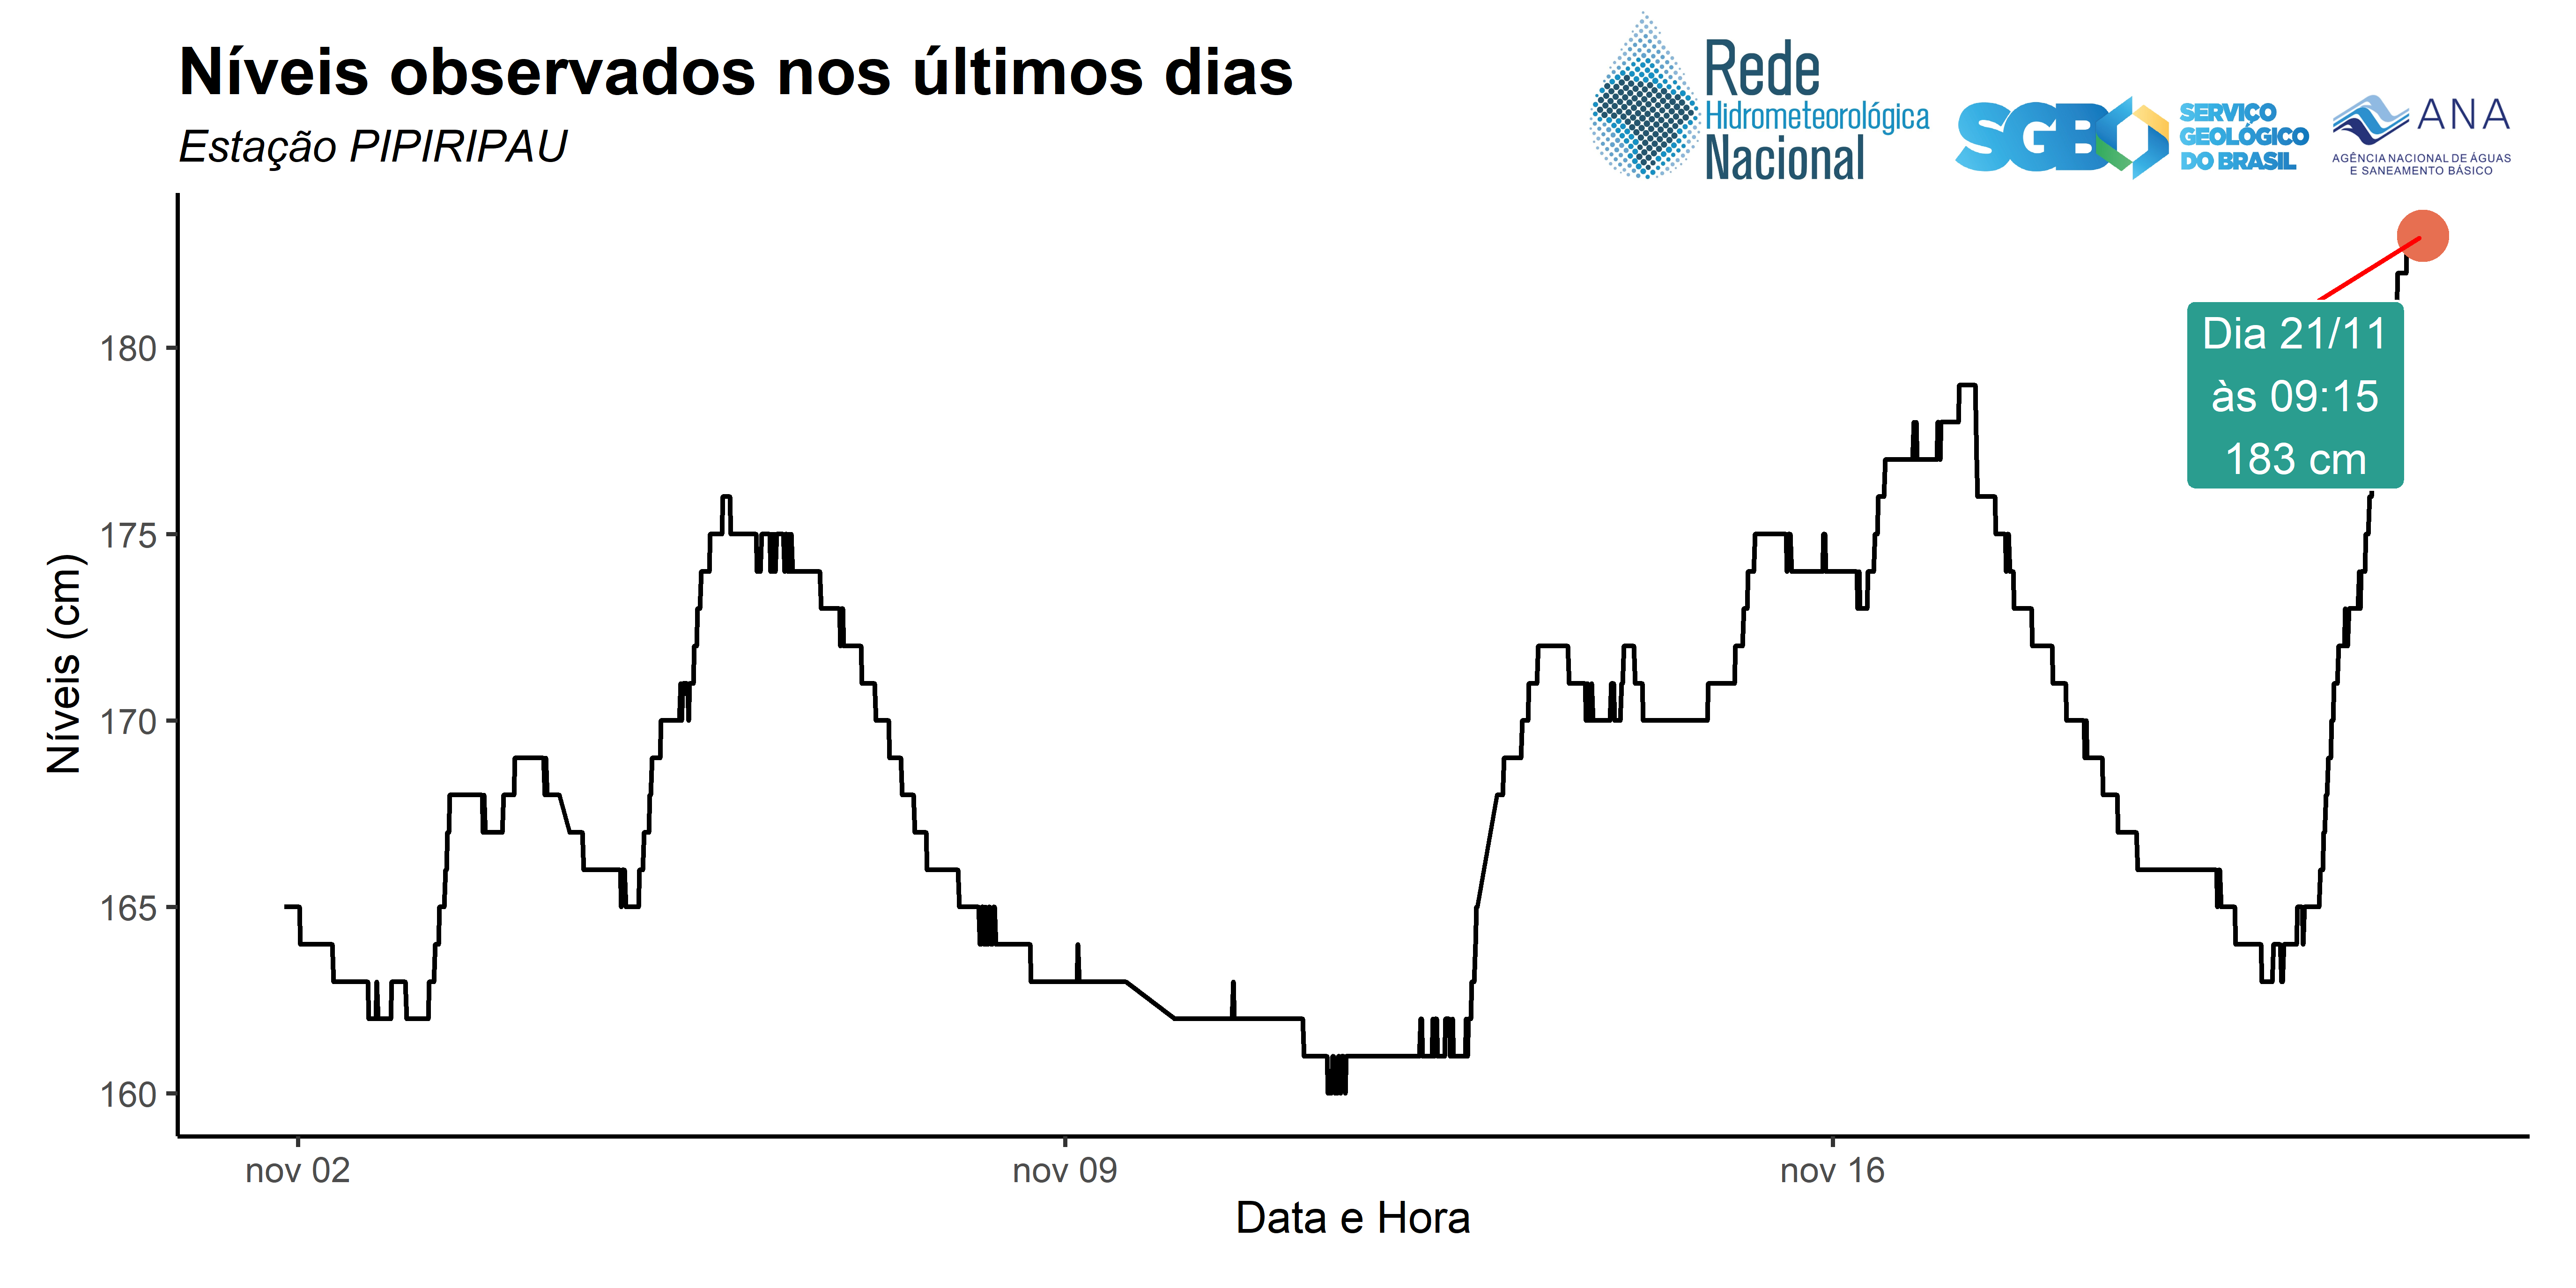 Níveis observados nos últimos dias
Estação PIPIRIPAU
Rede
Hidrometeorológica
Nacional
SGB
SERVIÇO
GEOLÓGICO
DO BRASIL
ANA
AGÊNCIA NACIONAL DE ÁGUAS
E SANEAMENTO BÁSICO
Dia 21/11
às 09:15
183 cm
Níveis (cm)
180
175
170
165
160
nov 02
nov 09
nov 16
Data e Hora